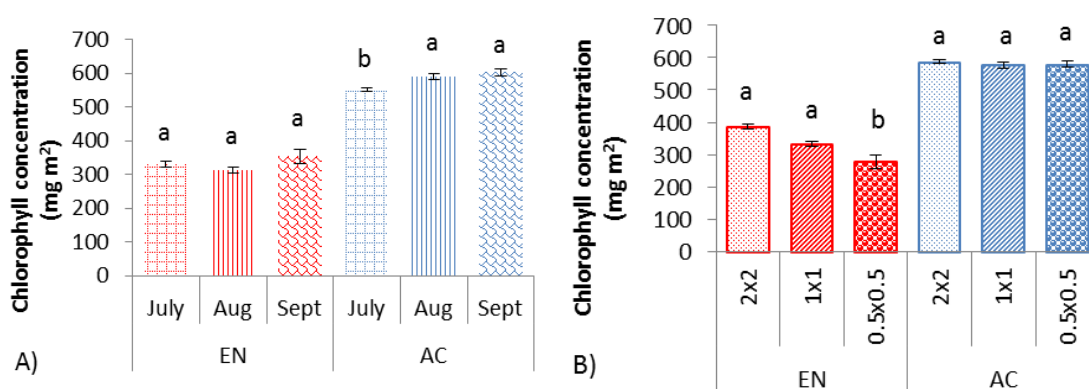 Chlorophyll concentration
(mg m²)
700
600
500
400
300
200
100
0
a
a
a
b
a
a
July
Aug
Sept
July
Aug
Sept
EN
AC
A)
Chlorophyll concentration
(mg m²)
700
600
500
400
300
200
100
0
a
a
b
a
a
a
2x2
1x1
0.5x0.5
2x2
1x1
0.5x0.5
EN
AC
B)